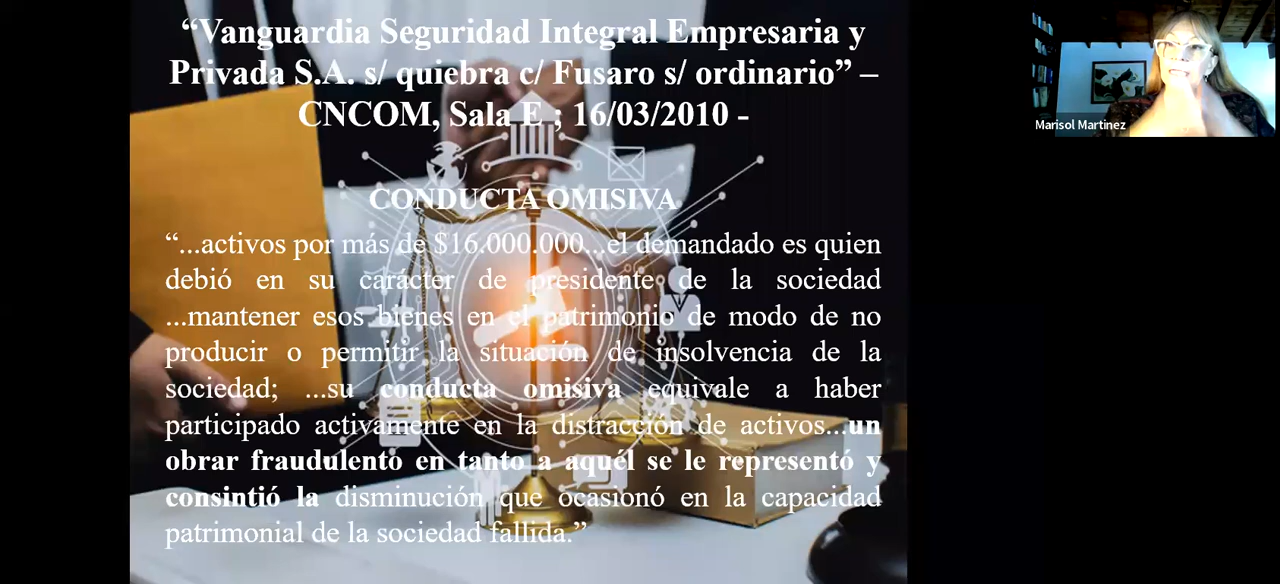 “Vanguardia Seguridad Integral Empresaria y
Privada S.A. s/ quiebra c/ Fusaro s/ ordinario” –
CNCOM, Sala E ; 16/03/2010 -
CONDUCTA OMISIVA
“...activos por más de $16.000.000...el demandado es quien
debió en su carácter de presidente de la sociedad
...mantener esos bienes en el patrimonio de modo de no
producir o permitir la situación de insolvencia de la
sociedad; ...su conducta omisiva equivale a haber
participado activamente en la distracción de activos...un
obrar fraudulento en tanto a aquél se le representó y
consintió la disminución que ocasionó en la capacidad
patrimonial de la sociedad fallida.”
Marisol Martinez